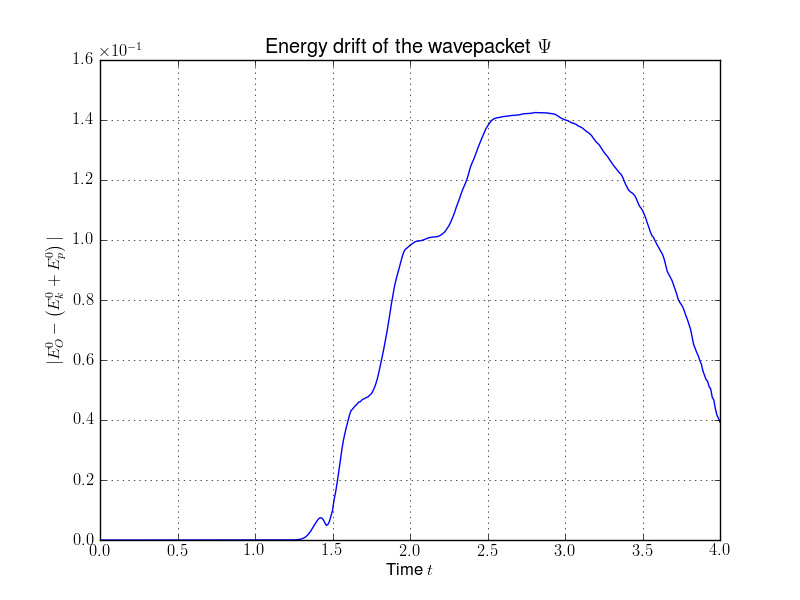 Energy drift of the wavepacket Ψ
×10⁻¹
1.6
1.4
1.2
1.0
0.8
0.6
0.4
0.2
0.0
|E_O^0 − (E_k^0 + E_p^0) |
0.0 0.5 1.0 1.5 2.0 2.5 3.0 3.5 4.0
Time t